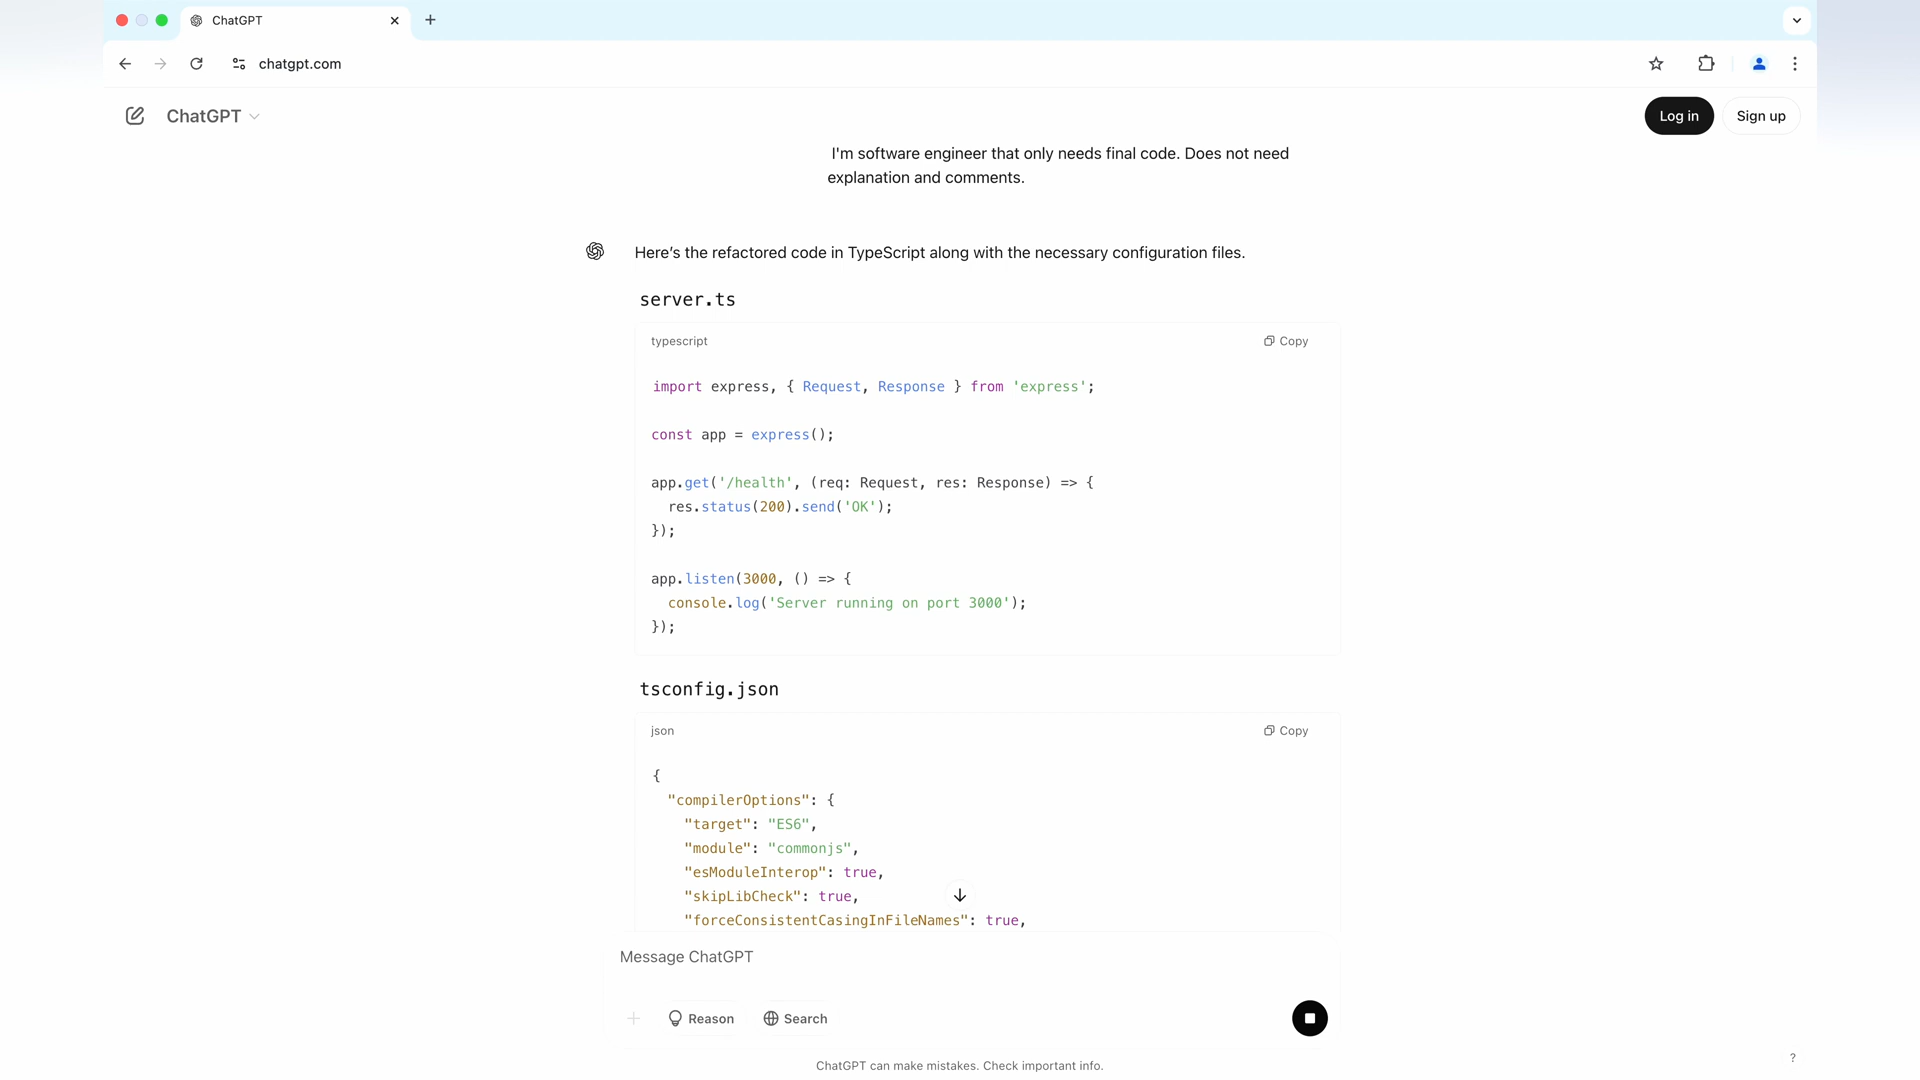 ChatGPT
chatgpt.com
ChatGPT
Log in
Sign up
I'm software engineer that only needs final code. Does not need
explanation and comments.
Here’s the refactored code in TypeScript along with the necessary configuration files.
server.ts
typescript
Copy
import express, { Request, Response } from 'express';
const app = express();
app.get('/health', (req: Request, res: Response) => {
  res.status(200).send('OK');
});
app.listen(3000, () => {
  console.log('Server running on port 3000');
});
tsconfig.json
json
Copy
{
  "compilerOptions": {
    "target": "ES6",
    "module": "commonjs",
    "esModuleInterop": true,
    "skipLibCheck": true,
    "forceConsistentCasingInFileNames": true,
Message ChatGPT
Reason
Search
ChatGPT can make mistakes. Check important info.
?